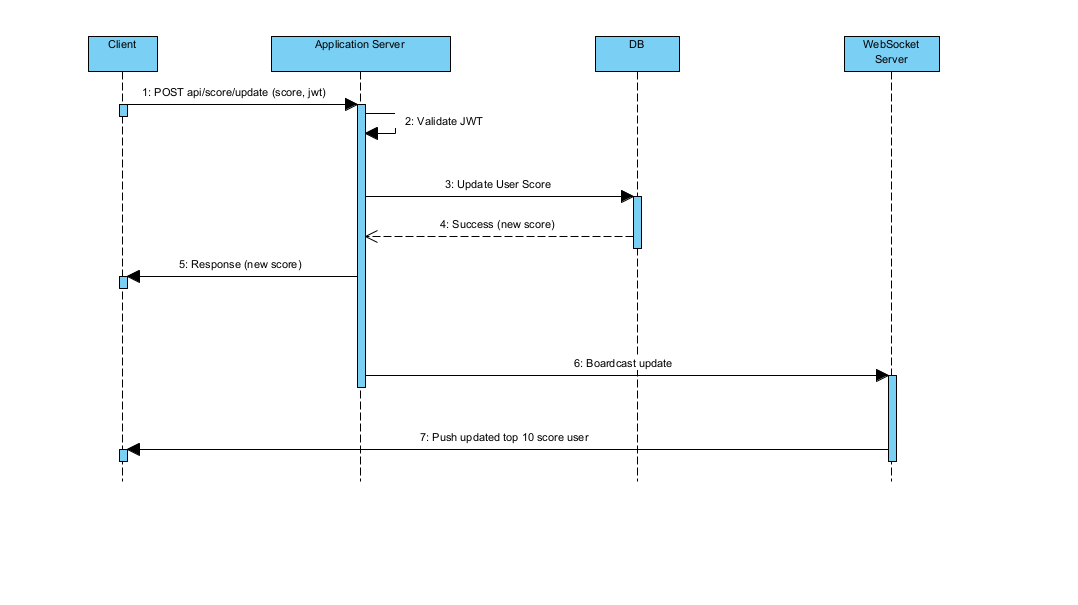 Client
Application Server
DB
WebSocket
Server
1: POST api/score/update (score, jwt)
2: Validate JWT
3: Update User Score
4: Success (new score)
5: Response (new score)
6: Boardcast update
7: Push updated top 10 score user